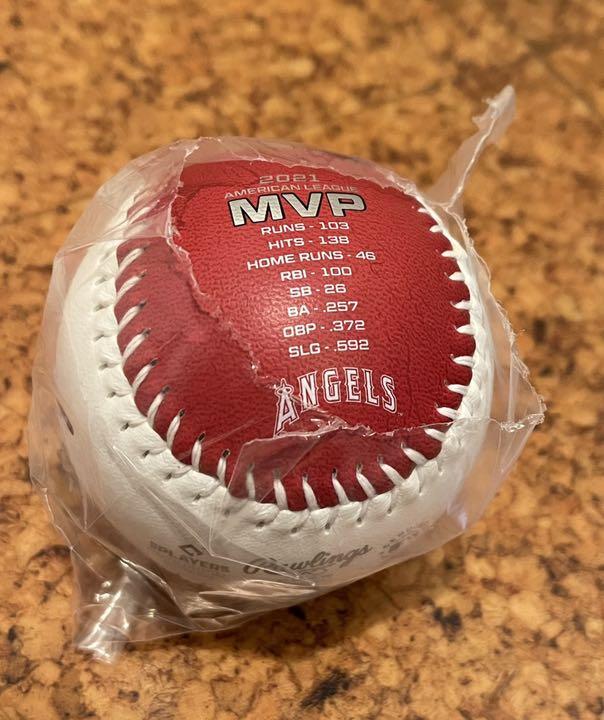 2021
AMERICAN LEAGUE
MVP
RUNS - 103
HITS - 138
HOME RUNS - 46
RBI - 100
SB - 26
BA - .257
OBP - .372
SLG - .592
ANGELS
PLAYERS
Rawlings